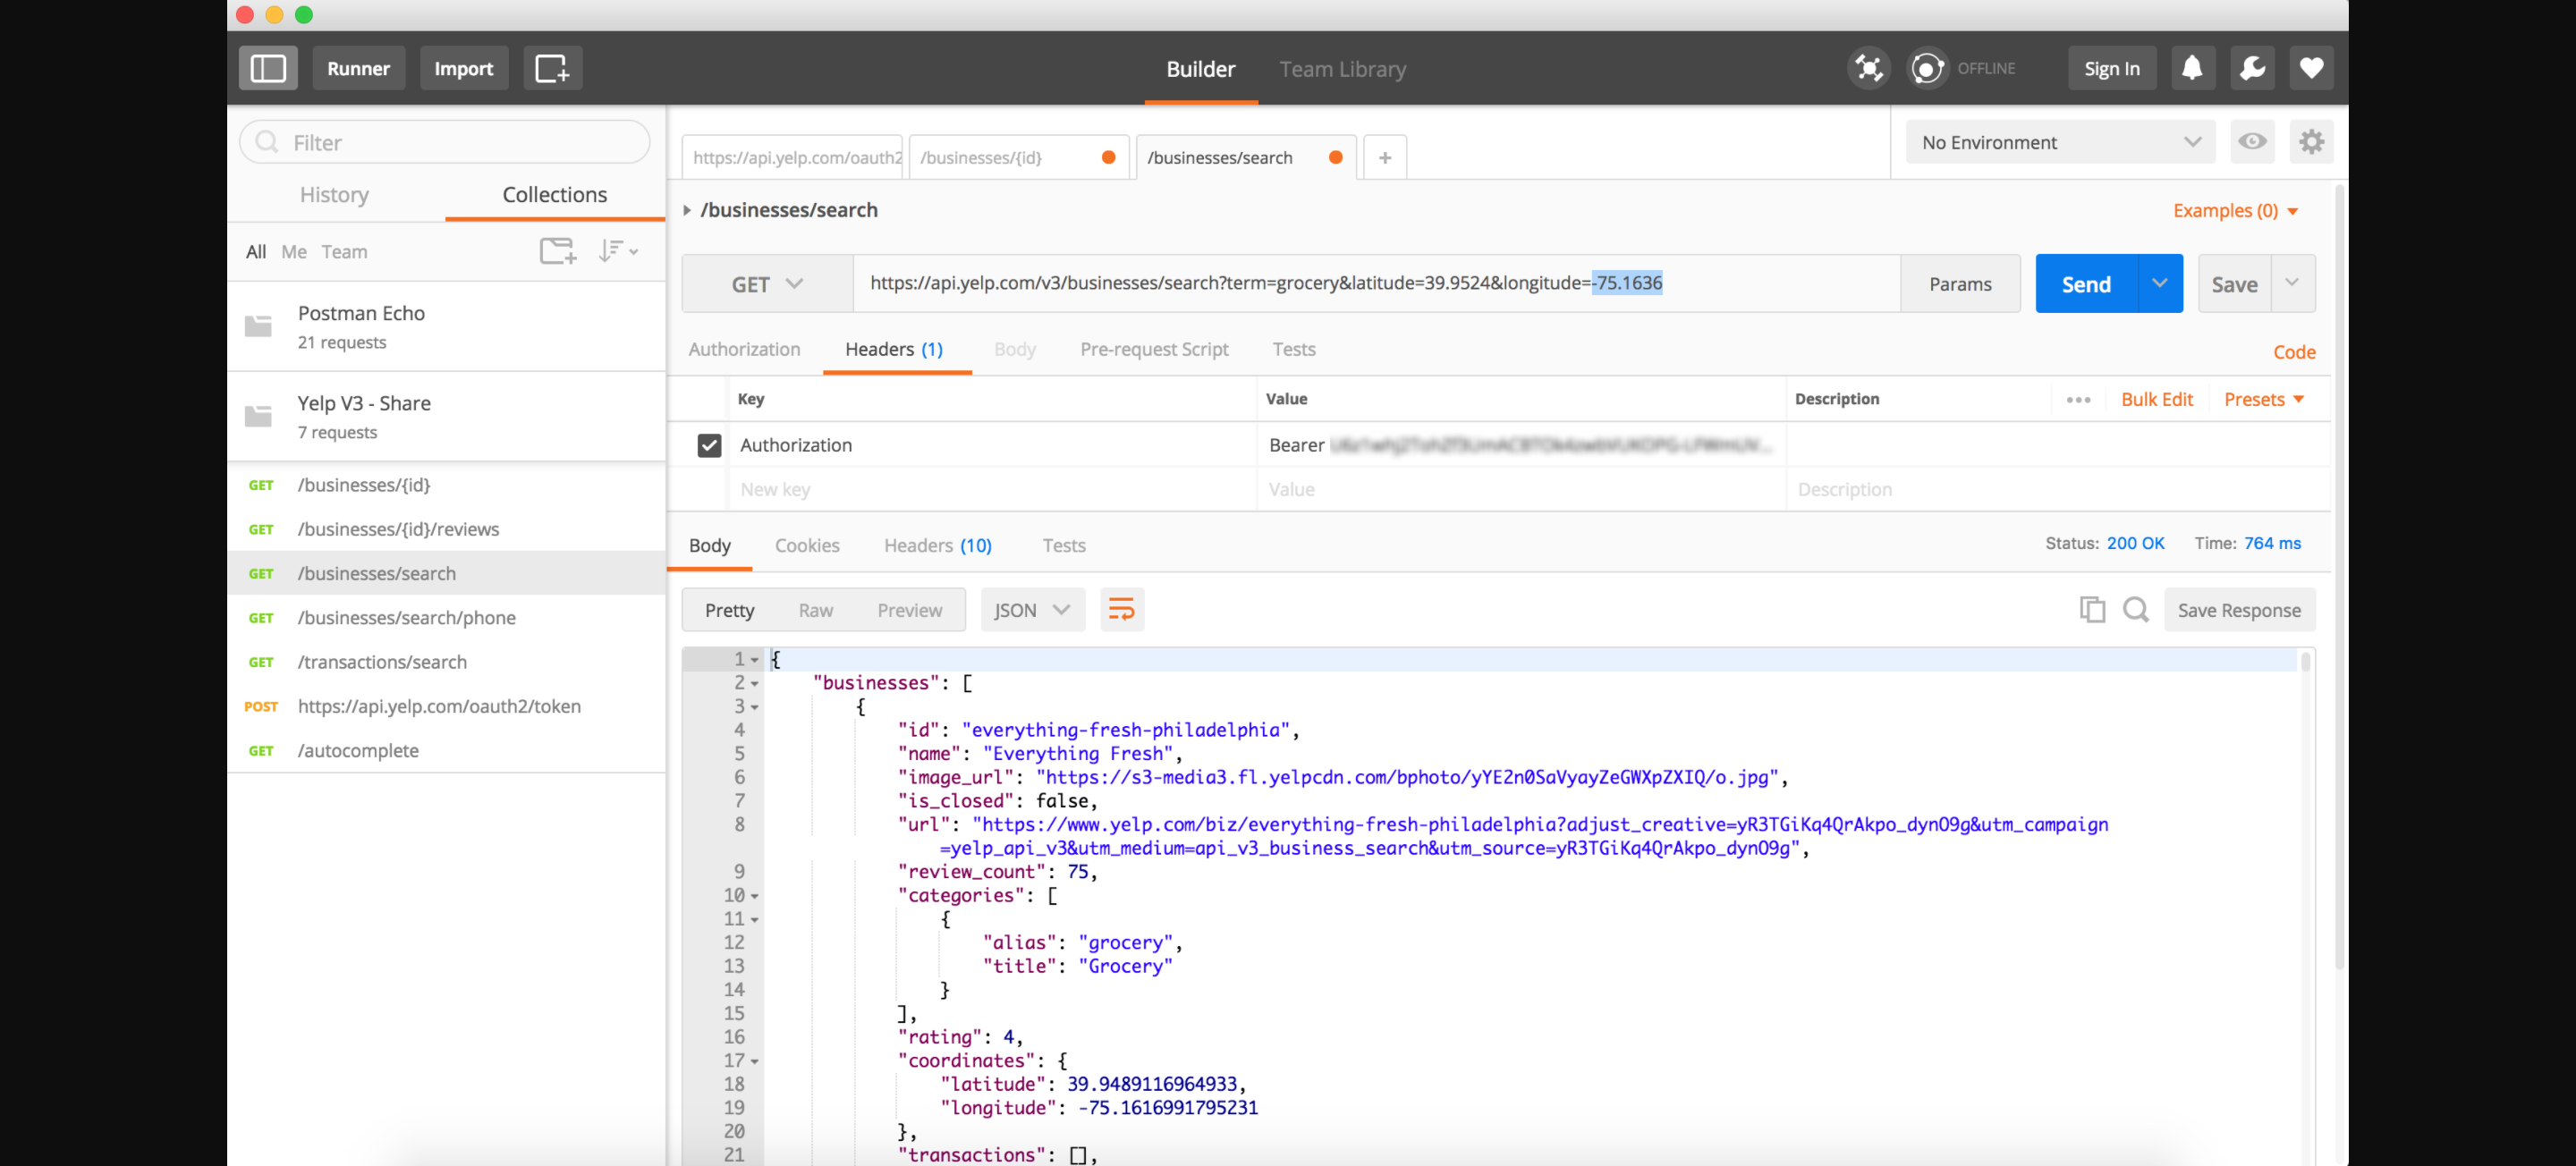 Runner Import Builder Team Library OFFLINE Sign In
Filter
History Collections
All Me Team
Postman Echo
21 requests
Yelp V3 - Share
7 requests
GET /businesses/{id}
GET /businesses/{id}/reviews
GET /businesses/search
GET /businesses/search/phone
GET /transactions/search
POST https://api.yelp.com/oauth2/token
GET /autocomplete
https://api.yelp.com/oauth2 /businesses/{id} /businesses/search + No Environment
/businesses/search Examples (0)
GET https://api.yelp.com/v3/businesses/search?term=grocery&latitude=39.9524&longitude=-75.1636 Params Send Save
Authorization Headers (1) Body Pre-request Script Tests Code
Key Value Description ••• Bulk Edit Presets
Authorization Bearer
New key Value Description
Body Cookies Headers (10) Tests Status: 200 OK Time: 764 ms
Pretty Raw Preview JSON Save Response
1 {
2 "businesses": [
3 {
4 "id": "everything-fresh-philadelphia",
5 "name": "Everything Fresh",
6 "image_url": "https://s3-media3.fl.yelpcdn.com/bphoto/yYE2n0SaVyayZeGWXpZXIQ/o.jpg",
7 "is_closed": false,
8 "url": "https://www.yelp.com/biz/everything-fresh-philadelphia?adjust_creative=yR3TGiKq4QrAkpo_dynO9g&utm_campaign
=yelp_api_v3&utm_medium=api_v3_business_search&utm_source=yR3TGiKq4QrAkpo_dynO9g",
9 "review_count": 75,
10 "categories": [
11 {
12 "alias": "grocery",
13 "title": "Grocery"
14 }
15 ],
16 "rating": 4,
17 "coordinates": {
18 "latitude": 39.9489116964933,
19 "longitude": -75.1616991795231
20 },
21 "transactions": [],